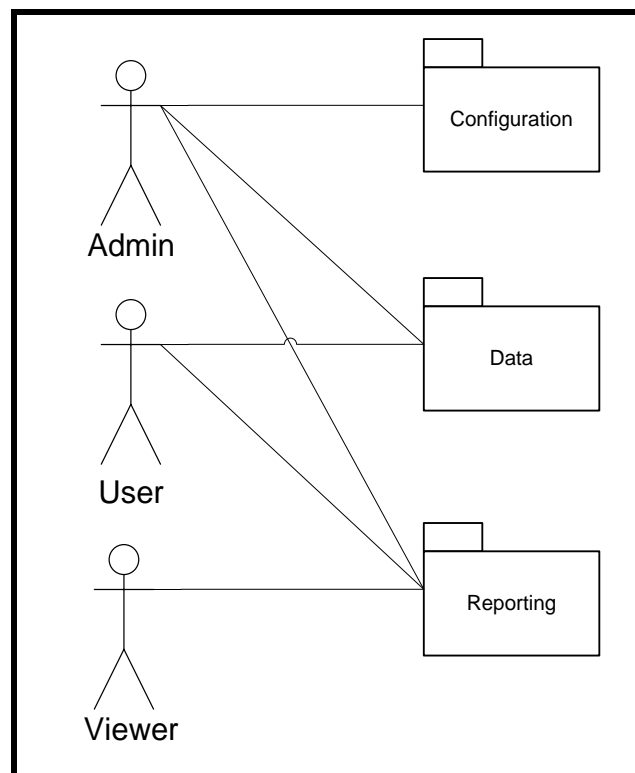 Configuration
Admin
Data
User
Reporting
Viewer